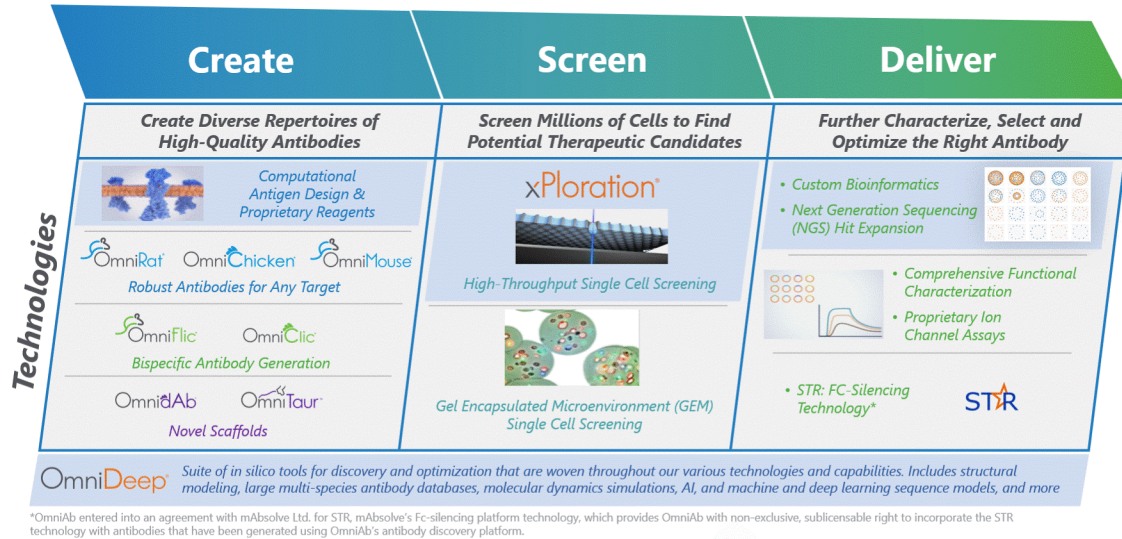 Create
Screen
Deliver
Technologies
Create Diverse Repertoires of
High-Quality Antibodies
Computational
Antigen Design &
Proprietary Reagents
OmniRat®
OmniChicken®
OmniMouse®
Robust Antibodies for Any Target
OmniFlic®
OmniClic®
Bispecific Antibody Generation
OmnidAb®
OmniTaur™
Novel Scaffolds
Screen Millions of Cells to Find
Potential Therapeutic Candidates
xPloration®
High-Throughput Single Cell Screening
Gel Encapsulated Microenvironment (GEM)
Single Cell Screening
Further Characterize, Select and
Optimize the Right Antibody
• Custom Bioinformatics
• Next Generation Sequencing
(NGS) Hit Expansion
• Comprehensive Functional
Characterization
• Proprietary Ion
Channel Assays
• STR: FC-Silencing
Technology*
STR
OmniDeep®
Suite of in silico tools for discovery and optimization that are woven throughout our various technologies and capabilities. Includes structural
modeling, large multi-species antibody databases, molecular dynamics simulations, AI, and machine and deep learning sequence models, and more
*OmniAb entered into an agreement with mAbsolve Ltd. for STR, mAbsolve's Fc-silencing platform technology, which provides OmniAb with non-exclusive, sublicensable right to incorporate the STR
technology with antibodies that have been generated using OmniAb's antibody discovery platform.